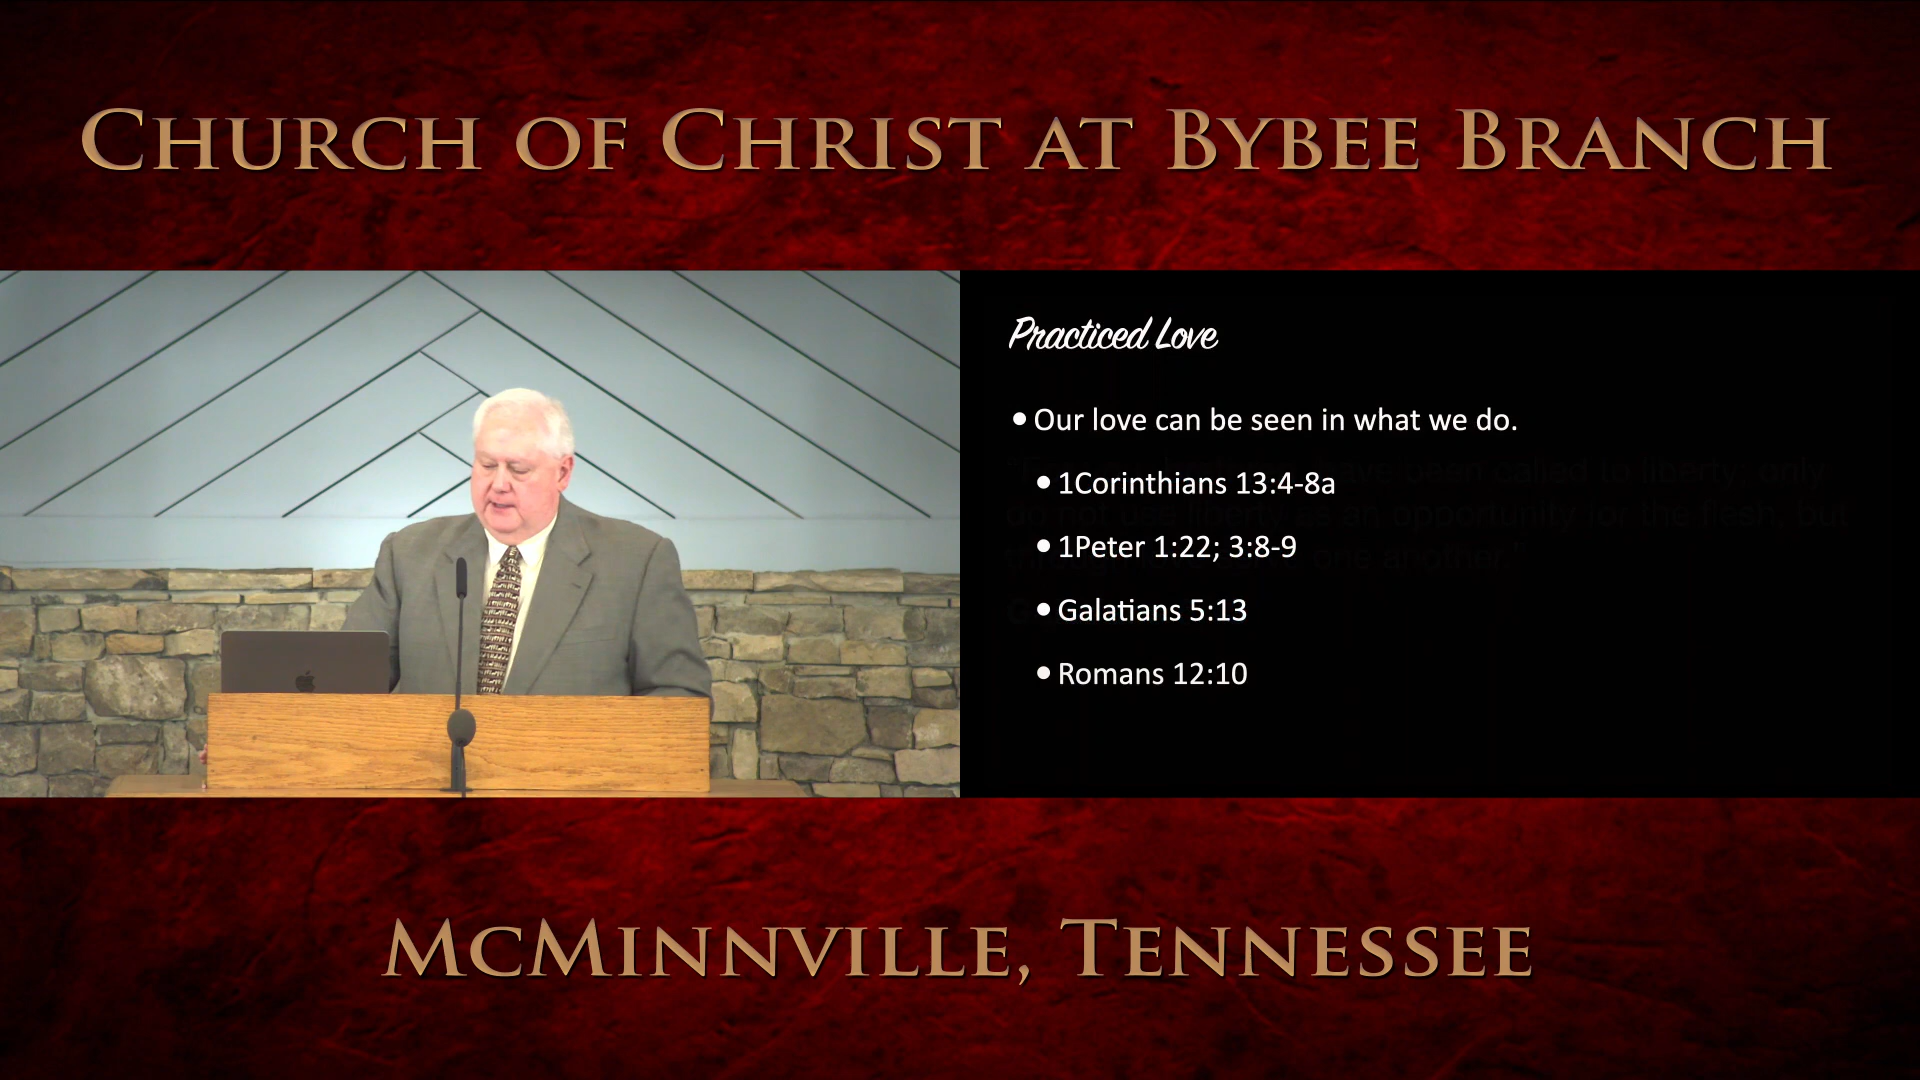 CHURCH OF CHRIST AT BYBEE BRANCH
Practiced Love
• Our love can be seen in what we do.
• 1Corinthians 13:4-8a
• 1Peter 1:22; 3:8-9
• Galatians 5:13
• Romans 12:10
MCMINNVILLE, TENNESSEE